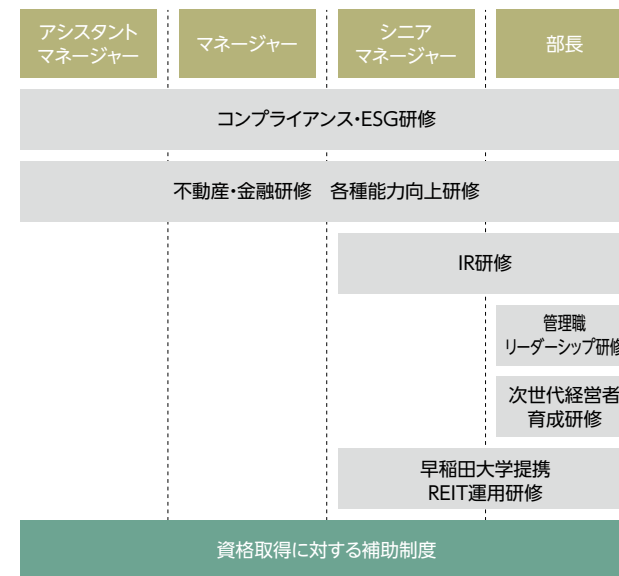 アシスタント
マネージャー
マネージャー
シニア
マネージャー
部長
コンプライアンス・ESG研修
不動産・金融研修　各種能力向上研修
IR研修
管理職
リーダーシップ研修
次世代経営者
育成研修
早稲田大学提携
REIT運用研修
資格取得に対する補助制度